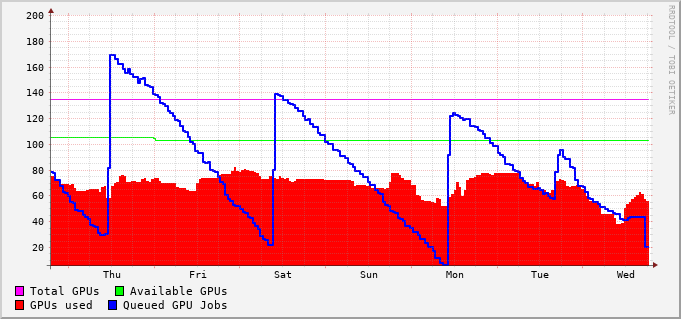 200
180
160
140
120
100
80
60
40
20
Thu Fri Sat Sun Mon Tue Wed
Total GPUs Available GPUs
GPUs used Queued GPU Jobs
RRDTOOL / TOBI OETIKER